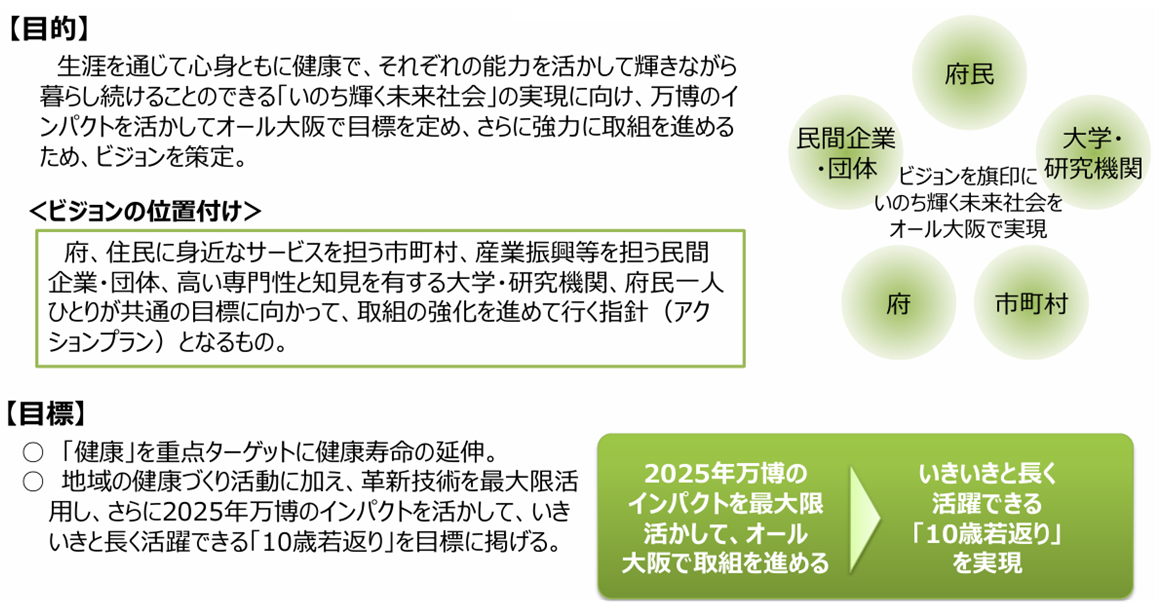 【目的】
生涯を通じて心身ともに健康で、それぞれの能力を活かして輝きながら
暮らし続けることのできる「いのち輝く未来社会」の実現に向け、万博のイ
ンパクトを活かしてオール大阪で目標を定め、さらに強力に取組を進める
ため、ビジョンを策定。
＜ビジョンの位置付け＞
府、住民に身近なサービスを担う市町村、産業振興等を担う民間
企業・団体、高い専門性と知見を有する大学・研究機関、府民一人
ひとりが共通の目標に向かって、取組の強化を進めて行く指針（アク
ションプラン）となるもの。
府民
民間企業
・団体
大学・
研究機関
ビジョンを旗印に
いのち輝く未来社会を
オール大阪で実現
府
市町村
【目標】
○ 「健康」を重点ターゲットに健康寿命の延伸。
○ 地域の健康づくり活動に加え、革新技術を最大限活
用し、さらに2025年万博のインパクトを活かして、いき
いきと長く活躍できる「10歳若返り」を目標に掲げる。
2025年万博の
インパクトを最大限
活かして、オール
大阪で取組を進める
いきいきと長く
活躍できる
「10歳若返り」
を実現